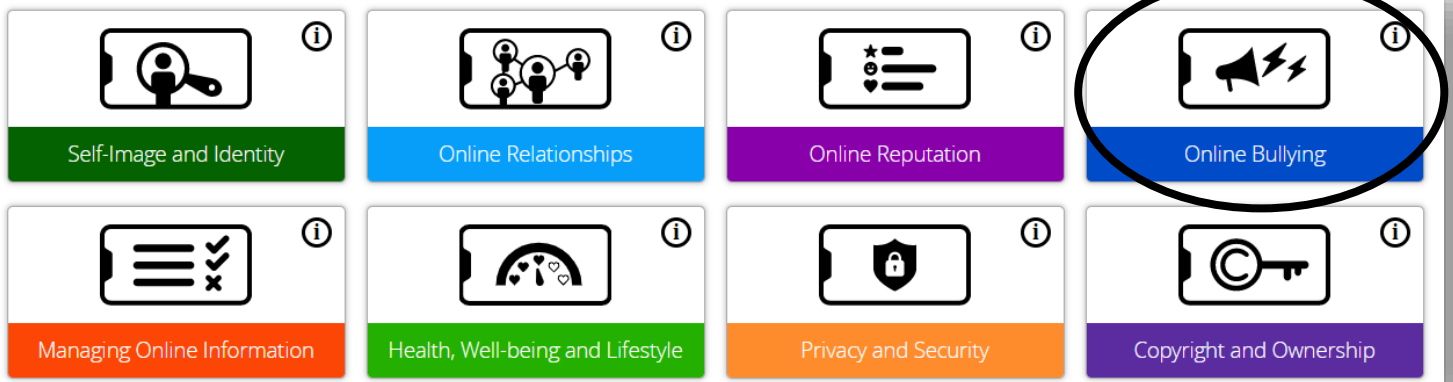 Self-Image and Identity
Online Relationships
Online Reputation
Online Bullying
Managing Online Information
Health, Well-being and Lifestyle
Privacy and Security
Copyright and Ownership